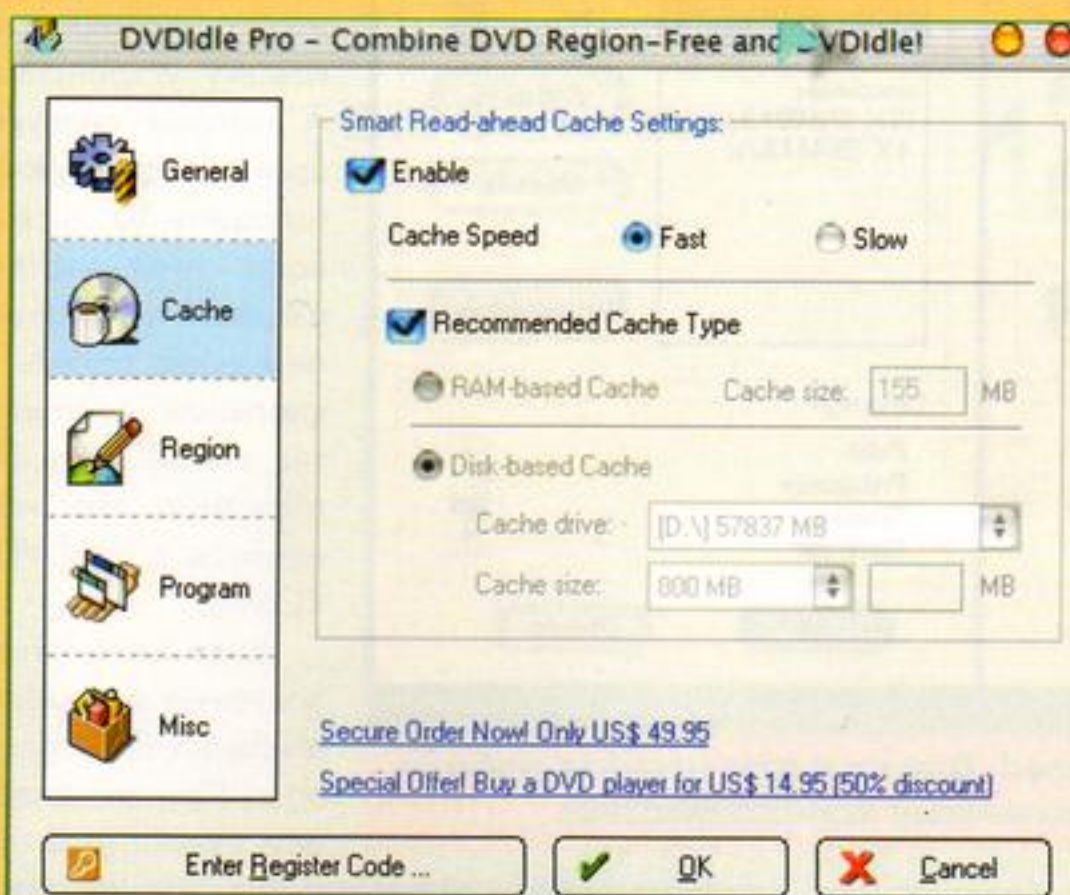 DVDIdle Pro - Combine DVD Region-Free and DVDIdle!
General
Cache
Region
Program
Misc
Smart Read-ahead Cache Settings:
Enable
Cache Speed Fast Slow
Recommended Cache Type
RAM-based Cache Cache size: 155 MB
Disk-based Cache
Cache drive: [D:\] 57837 MB
Cache size: 800 MB MB
Secure Order Now! Only US$ 49.95
Special Offer! Buy a DVD player for US$ 14.95 (50% discount)
Enter Register Code ... OK Cancel